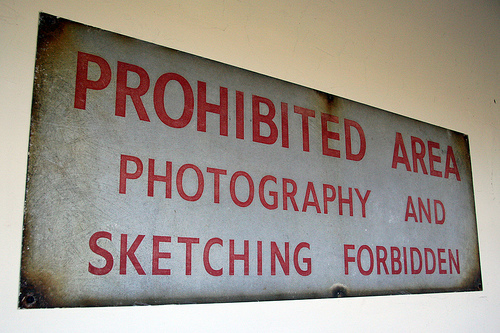 PROHIBITED AREA
PHOTOGRAPHY AND
SKETCHING FORBIDDEN